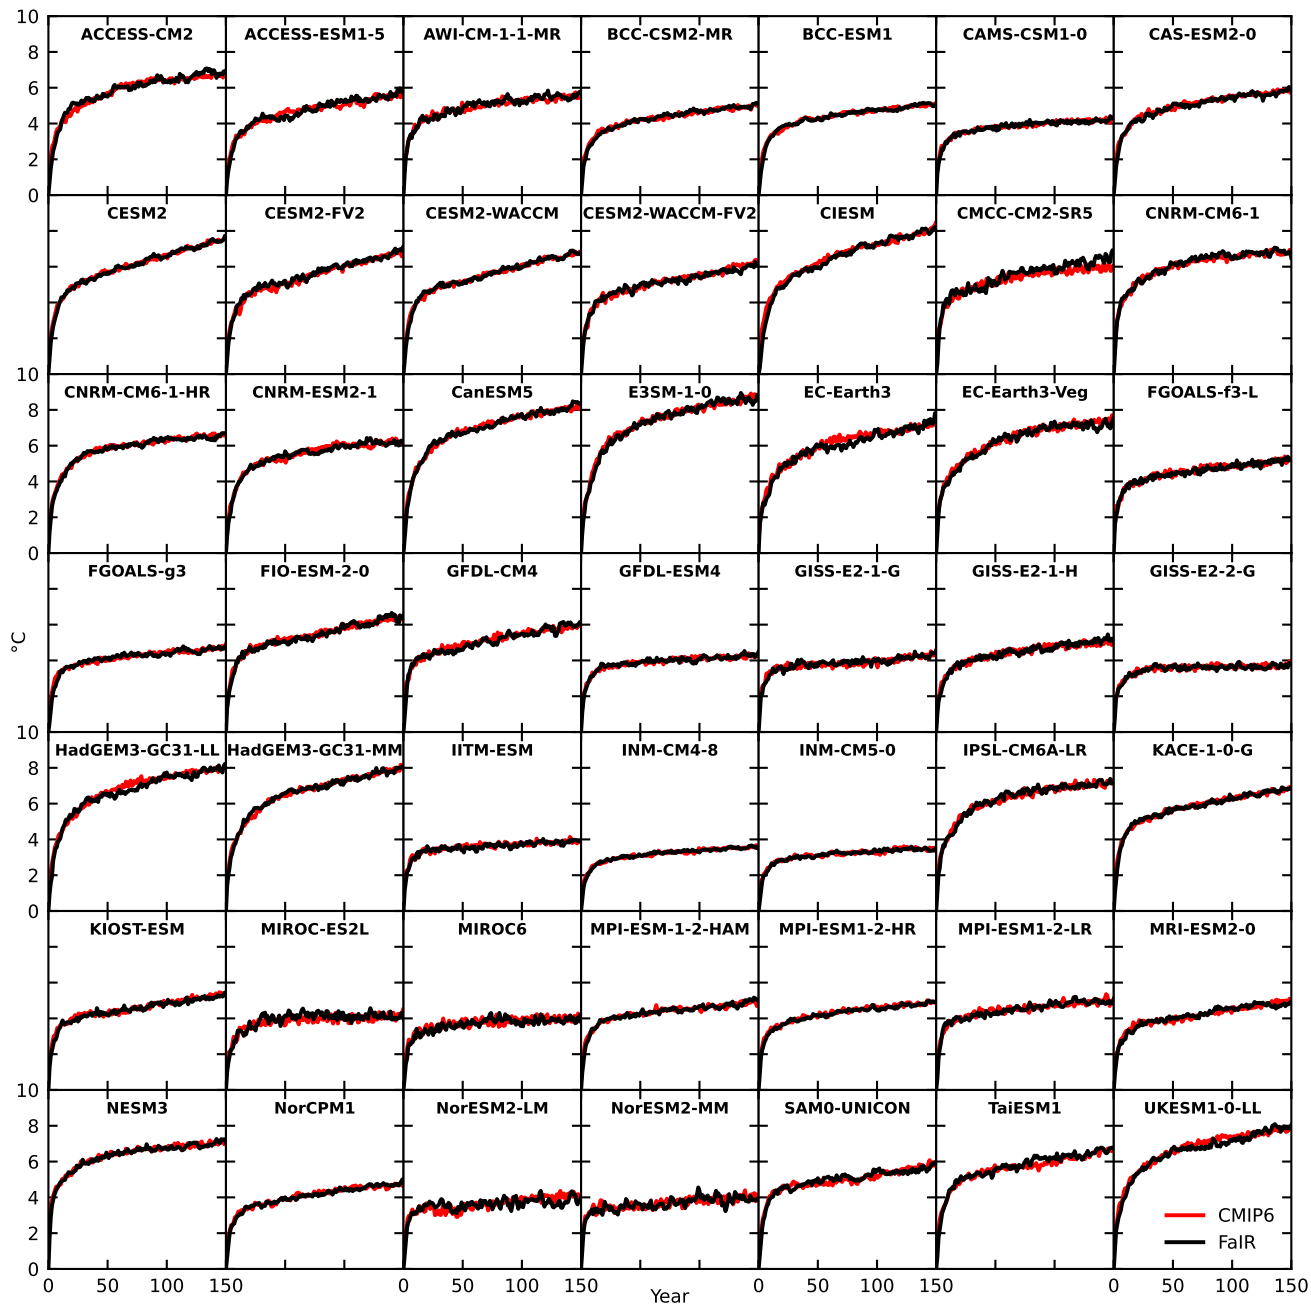 10
ACCESS-CM2 ACCESS-ESM1-5 AWI-CM-1-1-MR BCC-CSM2-MR BCC-ESM1 CAMS-CSM1-0 CAS-ESM2-0
8
6
4
2
0
CESM2 CESM2-FV2 CESM2-WACCM CESM2-WACCM-FV2 CIESM CMCC-CM2-SR5 CNRM-CM6-1
10
CNRM-CM6-1-HR CNRM-ESM2-1 CanESM5 E3SM-1-0 EC-Earth3 EC-Earth3-Veg FGOALS-f3-L
8
6
4
2
0
FGOALS-g3 FIO-ESM-2-0 GFDL-CM4 GFDL-ESM4 GISS-E2-1-G GISS-E2-1-H GISS-E2-2-G
°C
10
HadGEM3-GC31-LL HadGEM3-GC31-MM IITM-ESM INM-CM4-8 INM-CM5-0 IPSL-CM6A-LR KACE-1-0-G
8
6
4
2
0
KIOST-ESM MIROC-ES2L MIROC6 MPI-ESM-1-2-HAM MPI-ESM1-2-HR MPI-ESM1-2-LR MRI-ESM2-0
10
NESM3 NorCPM1 NorESM2-LM NorESM2-MM SAM0-UNICON TaiESM1 UKESM1-0-LL
8
6
4
2
0
CMIP6
FaIR
0 50 100 150 0 50 100 150 0 50 100 150 0 50 100 150
Year